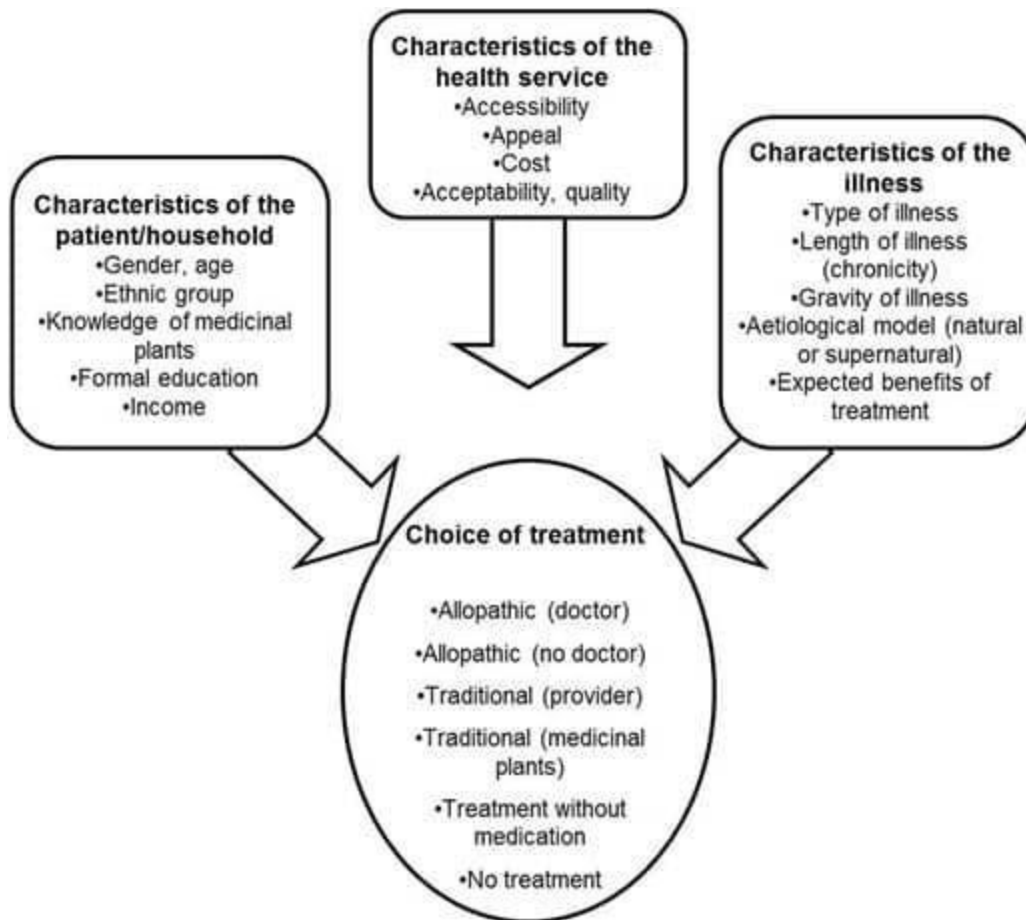 Characteristics of the
health service
•Accessibility
•Appeal
•Cost
•Acceptability, quality
Characteristics of the
patient/household
•Gender, age
•Ethnic group
•Knowledge of medicinal
plants
•Formal education
•Income
Characteristics of the
illness
•Type of illness
•Length of illness
(chronicity)
•Gravity of illness
•Aetiological model (natural
or supernatural)
•Expected benefits of
treatment
Choice of treatment
•Allopathic (doctor)
•Allopathic (no doctor)
•Traditional (provider)
•Traditional (medicinal
plants)
•Treatment without
medication
•No treatment